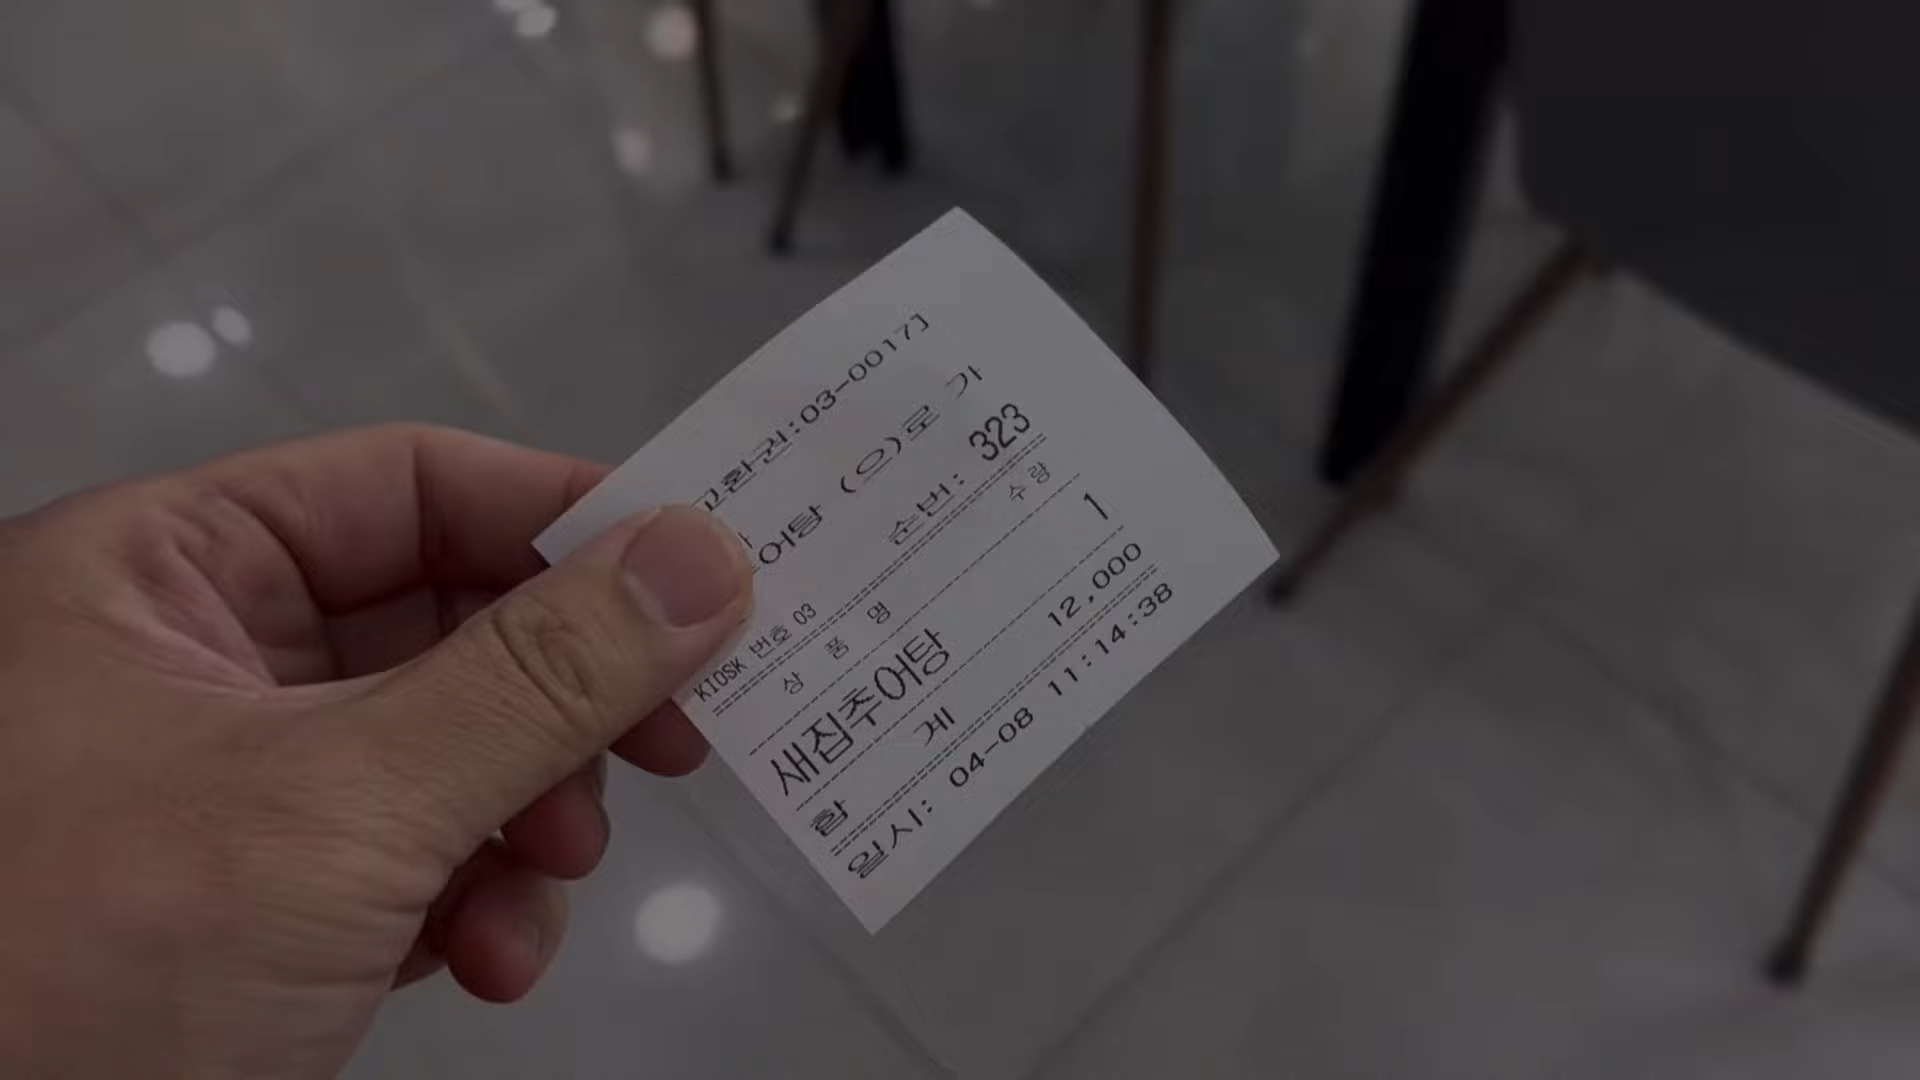 교환권:03-0017]
어탕 (으)로 가
순번: 323
KIOSK 번호 03
상 품 명 수량
새집추어탕 1
합 계 12,000
일시: 04-08 11:14:38